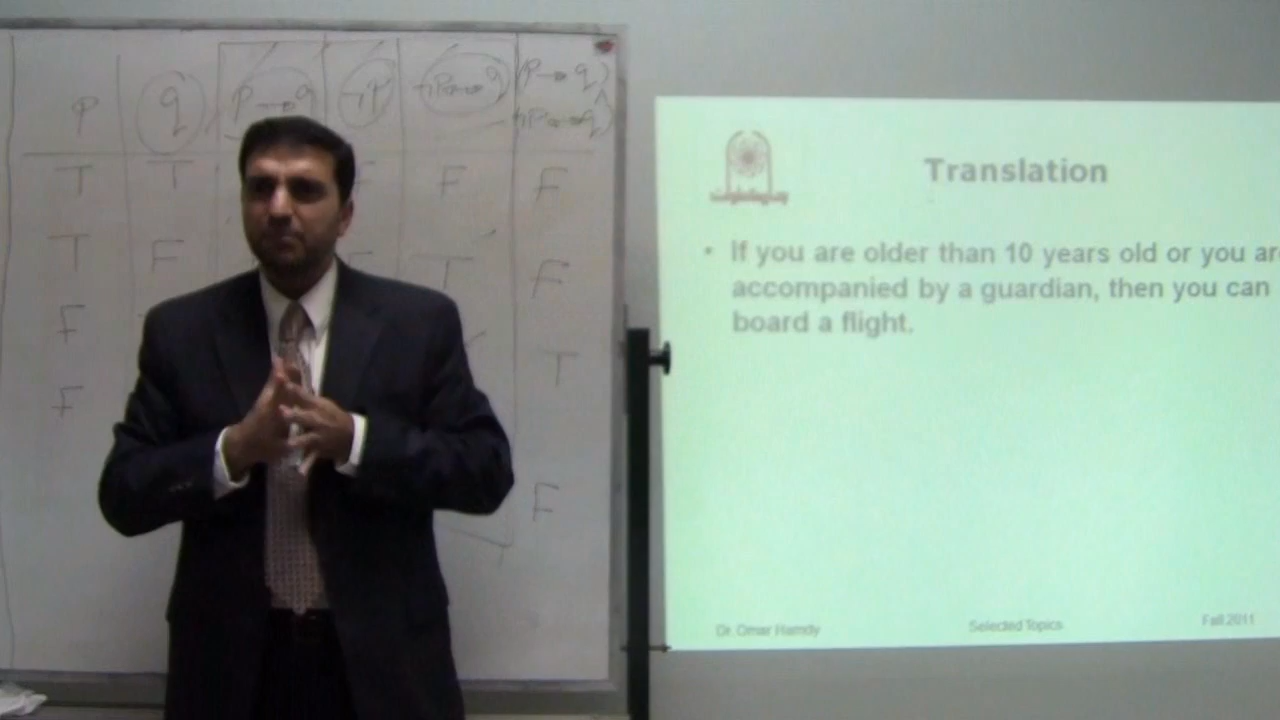 P q P→q ¬P ¬P↔q (P→q)∧
(¬P↔q)
T T F F
T F T F
F T
F F
Translation
• If you are older than 10 years old or you are
accompanied by a guardian, then you can
board a flight.
Dr. Omar Hamdy Selected Topics Fall 2011